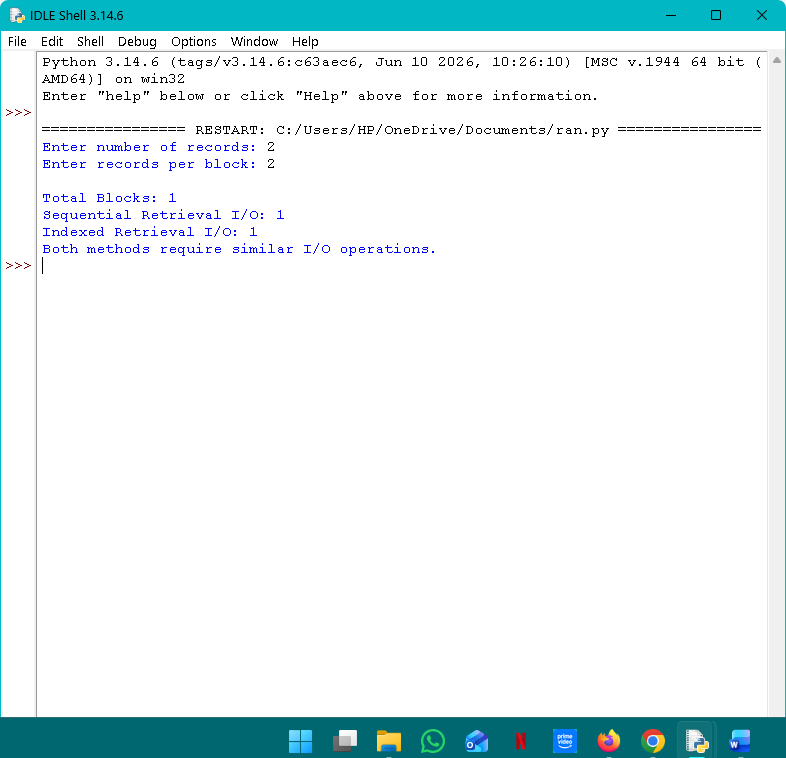 IDLE Shell 3.14.6
File Edit Shell Debug Options Window Help
Python 3.14.6 (tags/v3.14.6:c63aec6, Jun 10 2026, 10:26:10) [MSC v.1944 64 bit (
AMD64)] on win32
Enter "help" below or click "Help" above for more information.
>>>
================ RESTART: C:/Users/HP/OneDrive/Documents/ran.py ================
Enter number of records: 2
Enter records per block: 2
Total Blocks: 1
Sequential Retrieval I/O: 1
Indexed Retrieval I/O: 1
Both methods require similar I/O operations.
>>>
prime
video